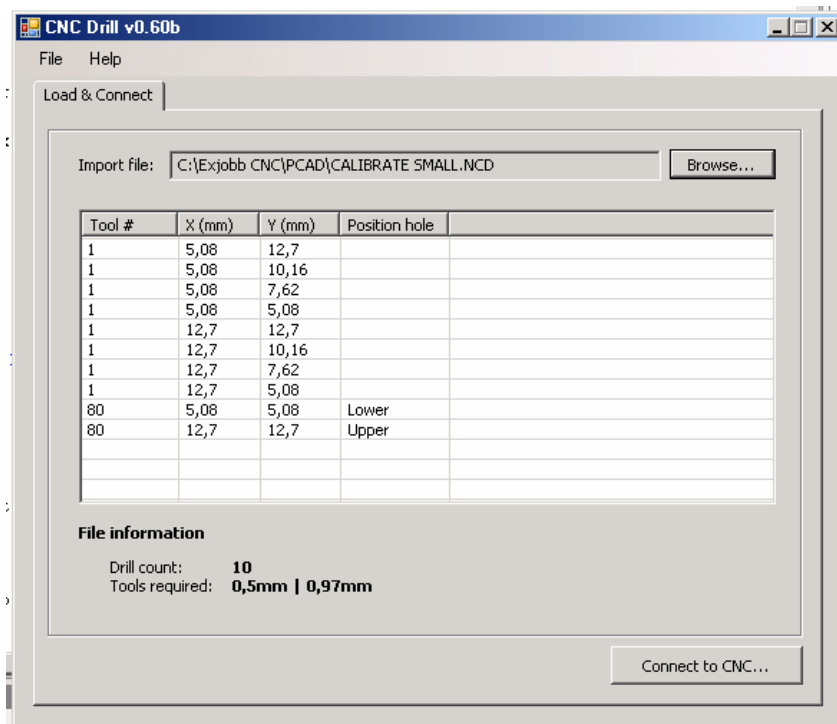 CNC Drill v0.60b
File Help
Load & Connect
Import file: C:\Exjobb CNC\PCAD\CALIBRATE SMALL.NCD Browse...
Tool # X (mm) Y (mm) Position hole
1 5,08 12,7
1 5,08 10,16
1 5,08 7,62
1 5,08 5,08
1 12,7 12,7
1 12,7 10,16
1 12,7 7,62
1 12,7 5,08
80 5,08 5,08 Lower
80 12,7 12,7 Upper
File information
Drill count: 10
Tools required: 0,5mm | 0,97mm
Connect to CNC...